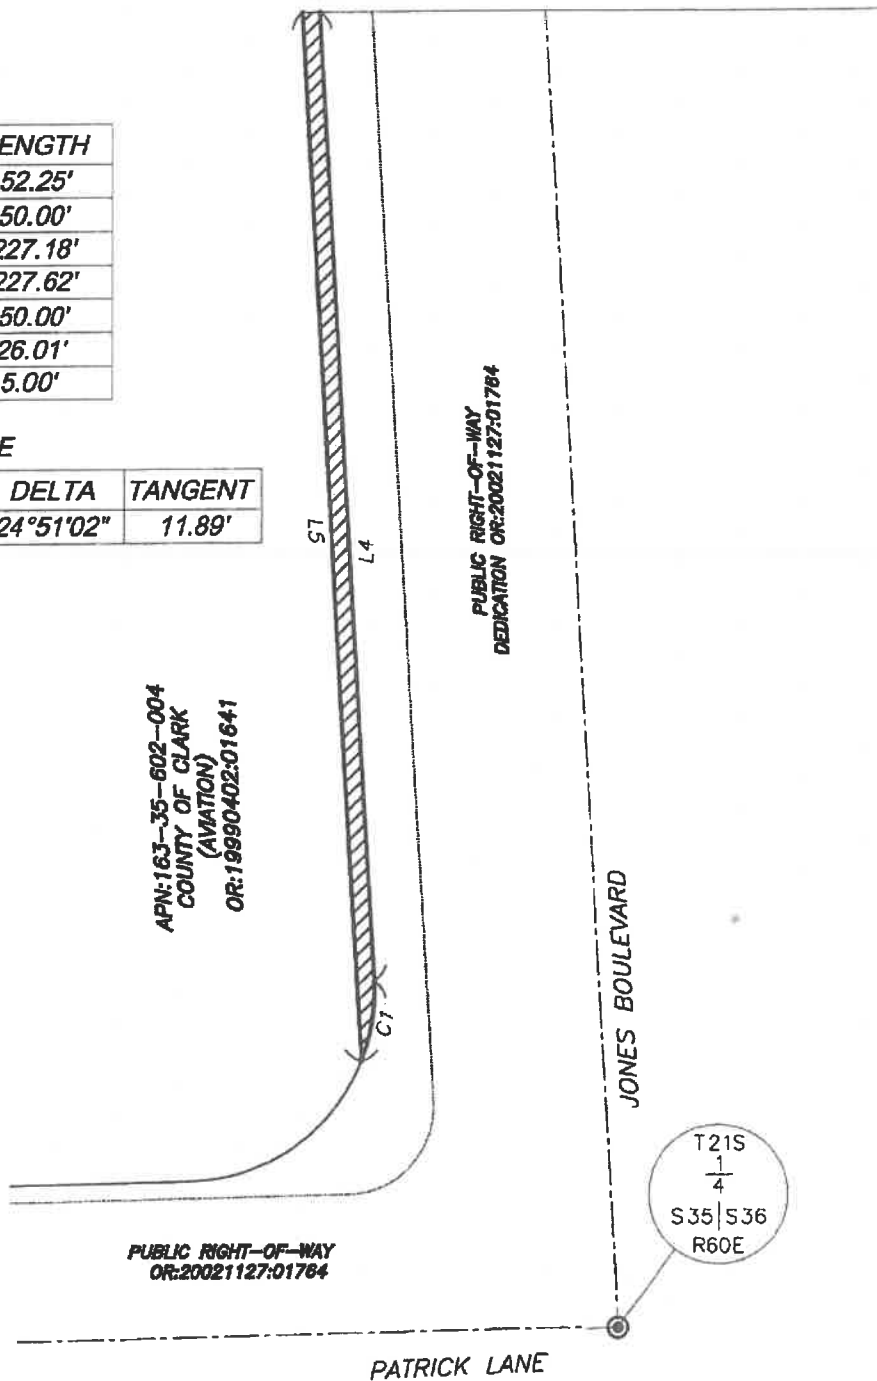 ENGTH
52.25'
50.00'
227.18'
227.62'
50.00'
26.01'
5.00'
E
DELTA TANGENT
24°51'02" 11.89'
L5
L4
PUBLIC RIGHT-OF-WAY
DEDICATION OR:20021127:01764
APN:163-35-602-004
COUNTY OF CLARK
(AVIATION)
OR:19990402:01641
C1
JONES BOULEVARD
T21S
1
4
S35|S36
R60E
PUBLIC RIGHT-OF-WAY
OR:20021127:01764
PATRICK LANE